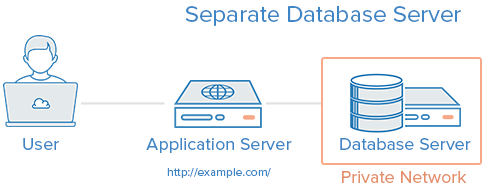 Separate Database Server
User
Application Server
Database Server
http://example.com/
Private Network